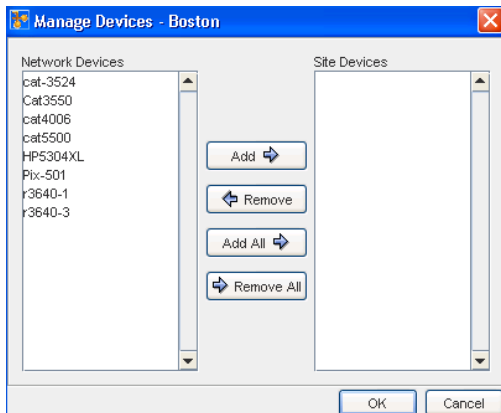 Manage Devices - Boston
Network Devices
Site Devices
cat-3524
Cat3550
cat4006
cat5500
HP5304XL
Pix-501
r3640-1
r3640-3
Add
Remove
Add All
Remove All
OK
Cancel